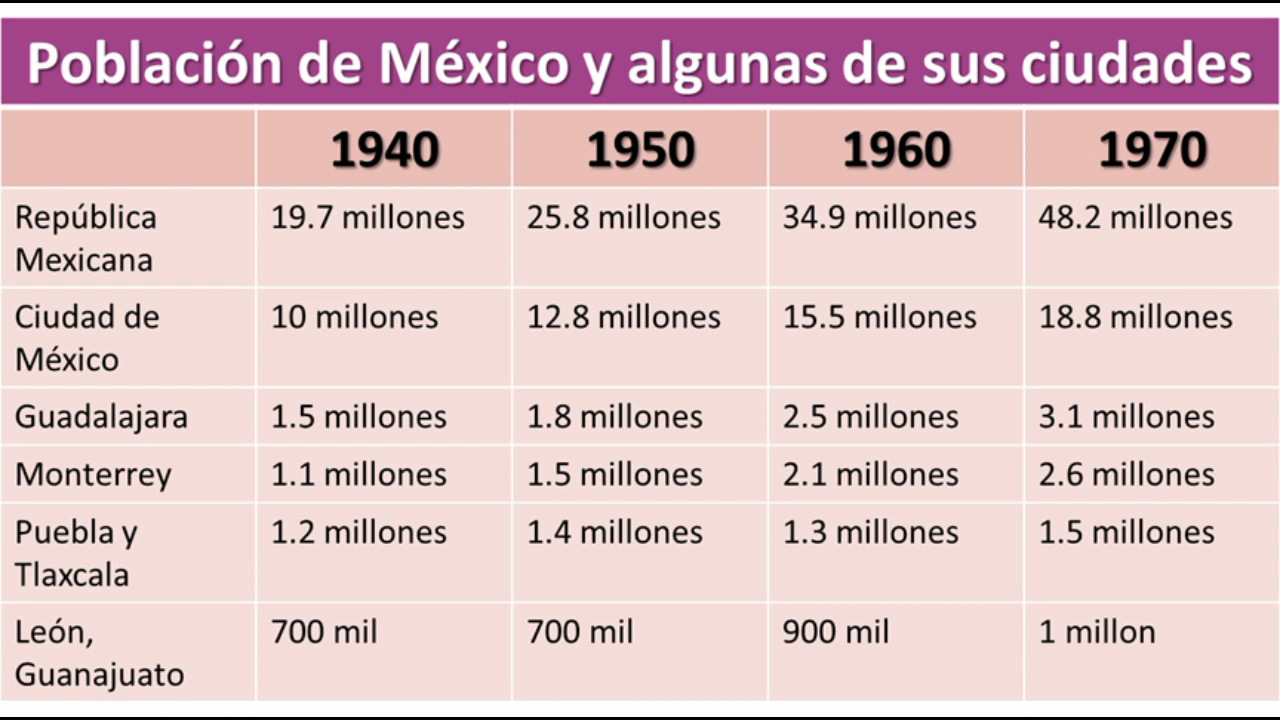 Población de México y algunas de sus ciudades
1940 1950 1960 1970
República Mexicana 19.7 millones 25.8 millones 34.9 millones 48.2 millones
Ciudad de México 10 millones 12.8 millones 15.5 millones 18.8 millones
Guadalajara 1.5 millones 1.8 millones 2.5 millones 3.1 millones
Monterrey 1.1 millones 1.5 millones 2.1 millones 2.6 millones
Puebla y Tlaxcala 1.2 millones 1.4 millones 1.3 millones 1.5 millones
León, Guanajuato 700 mil 700 mil 900 mil 1 millon